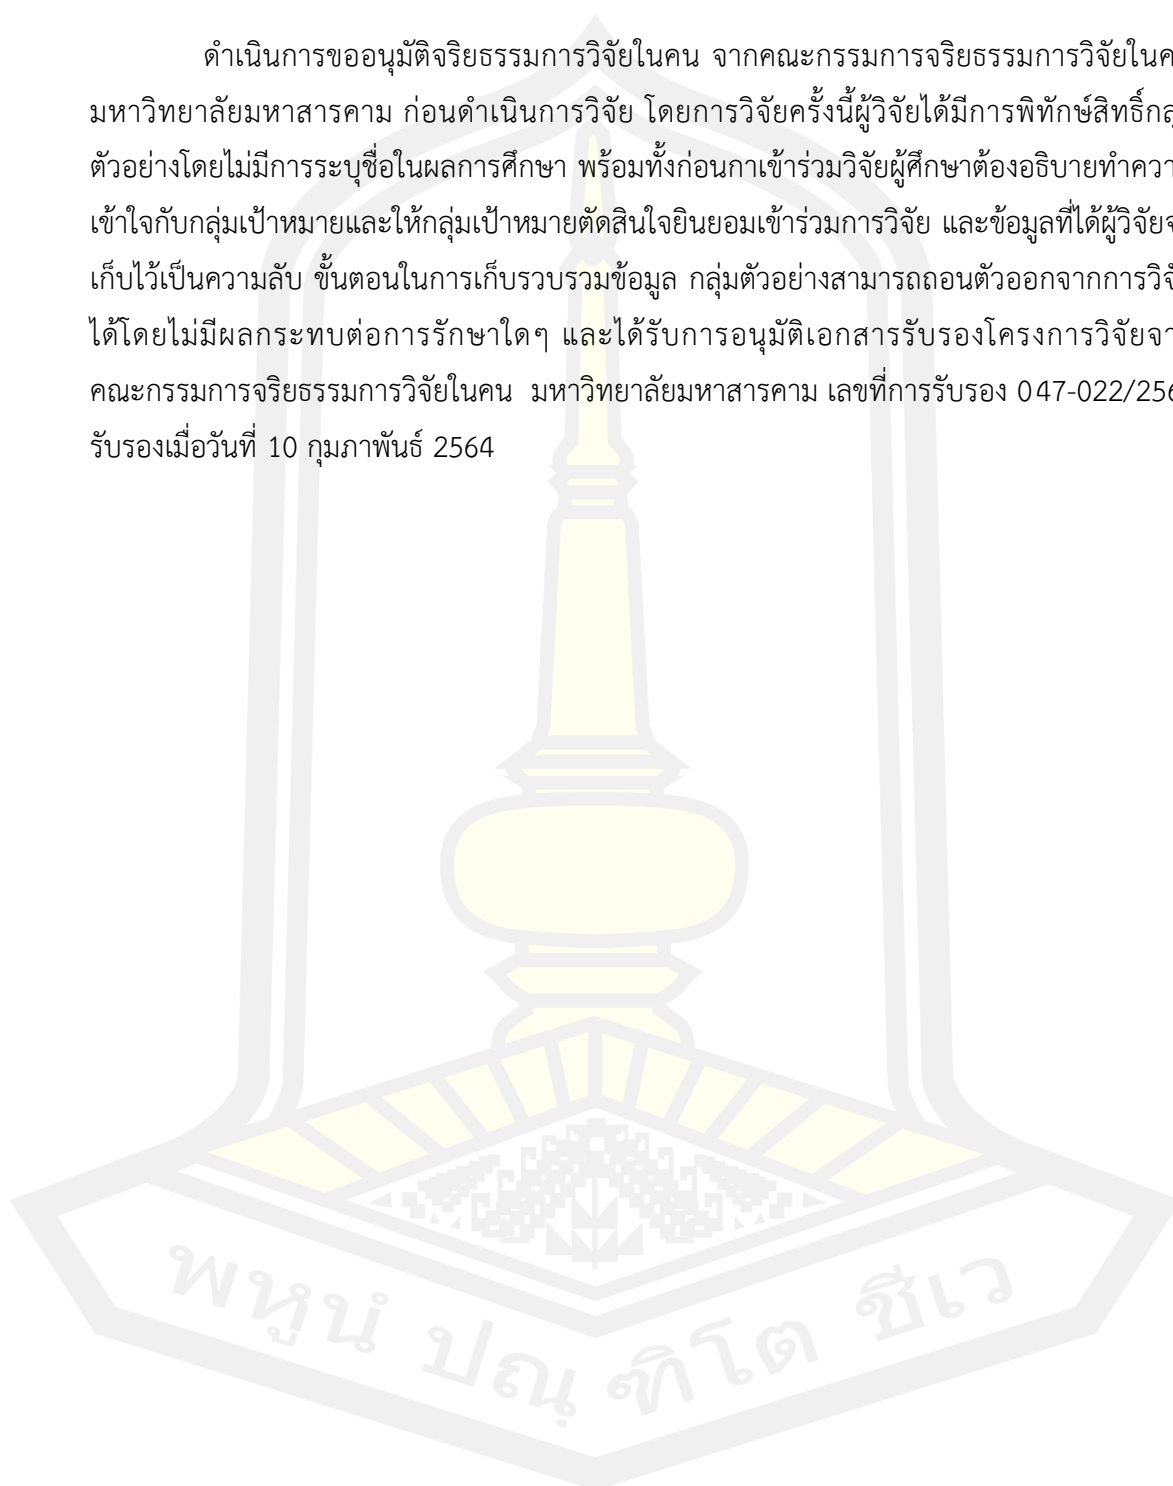 ดำเนินการขออนุมัติจริยธรรมการวิจัยในคน จากคณะกรรมการจริยธรรมการวิจัยในค
มหาวิทยาลัยมหาสารคาม ก่อนดำเนินการวิจัย โดยการวิจัยครั้งนี้ผู้วิจัยได้มีการพิทักษ์สิทธิ์กลุ
ตัวอย่างโดยไม่มีการระบุชื่อในผลการศึกษา พร้อมทั้งก่อนกาเข้าร่วมวิจัยผู้ศึกษาต้องอธิบายทำควา
เข้าใจกับกลุ่มเป้าหมายและให้กลุ่มเป้าหมายตัดสินใจยินยอมเข้าร่วมการวิจัย และข้อมูลที่ได้ผู้วิจัยจ
เก็บไว้เป็นความลับ ขั้นตอนในการเก็บรวบรวมข้อมูล กลุ่มตัวอย่างสามารถถอนตัวออกจากการวิจั
ได้โดยไม่มีผลกระทบต่อการรักษาใดๆ และได้รับการอนุมัติเอกสารรับรองโครงการวิจัยจา
คณะกรรมการจริยธรรมการวิจัยในคน มหาวิทยาลัยมหาสารคาม เลขที่การรับรอง 047-022/256
รับรองเมื่อวันที่ 10 กุมภาพันธ์ 2564
พหูนํ ปณฺฑิโต ชีเว